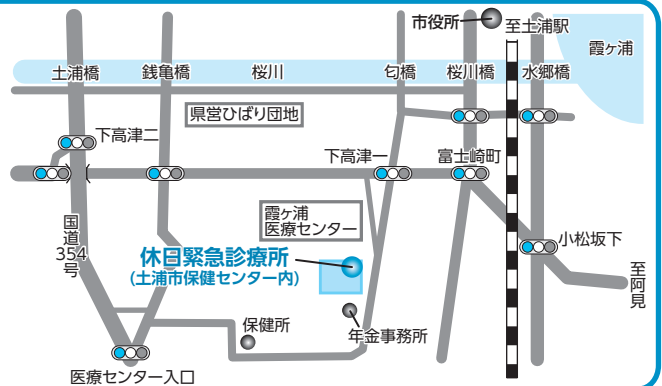 市役所
至土浦駅
霞ヶ浦
土浦橋
銭亀橋
桜川
匂橋
桜川橋
水郷橋
県営ひばり団地
下高津二
下高津一
富士崎町
霞ヶ浦
医療センター
国道354号
小松坂下
休日緊急診療所
(土浦市保健センター内)
至阿見
保健所
年金事務所
医療センター入口